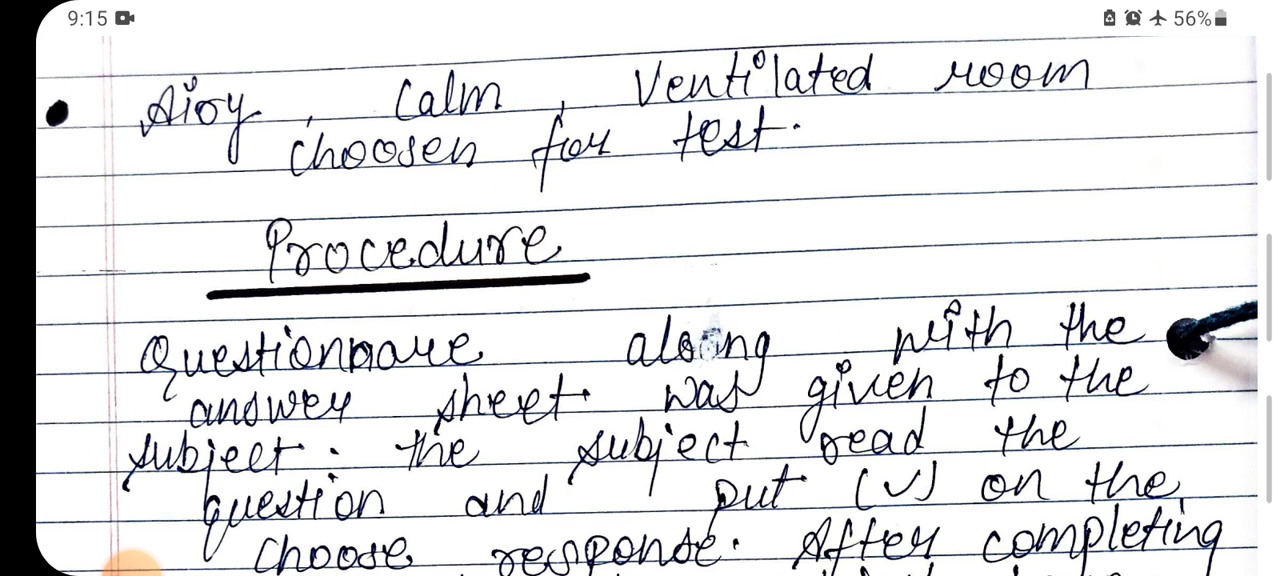 9:15
56%
Airy, Calm, Ventilated room
choosen for test.
Procedure
Questionnare along with the
answer sheet was given to the
subject. the subject read the
question and put (✓) on the
choose response. After completing